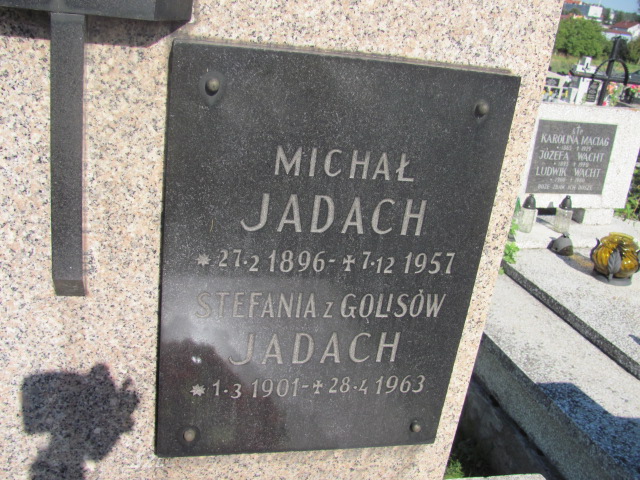 MICHAŁ
JADACH
* 27·2 1896 - + 7·12 1957
STEFANIA Z GOLISÓW
JADACH
* 1·3 1901 - + 28·4 1963
KAROLINA MACIĄG
JÓZEFA WACHT
LUDWIK WACHT